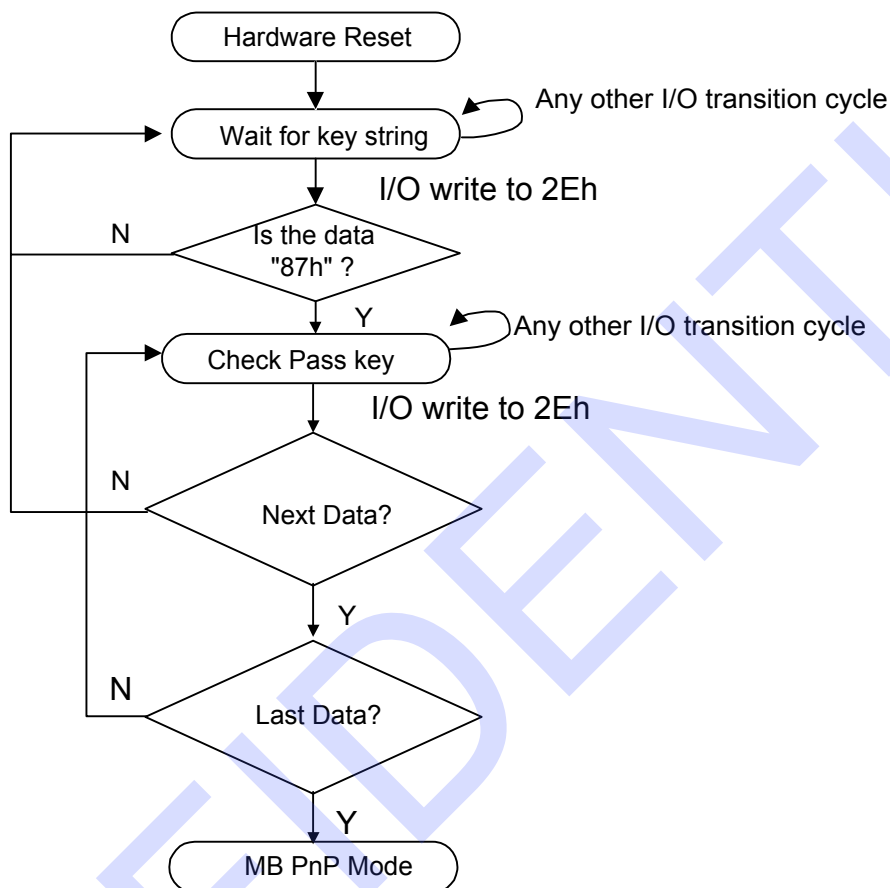 Hardware Reset
Any other I/O transition cycle
Wait for key string
I/O write to 2Eh
N
Is the data
"87h" ?
Y
Any other I/O transition cycle
Check Pass key
I/O write to 2Eh
N
Next Data?
Y
N
Last Data?
Y
MB PnP Mode